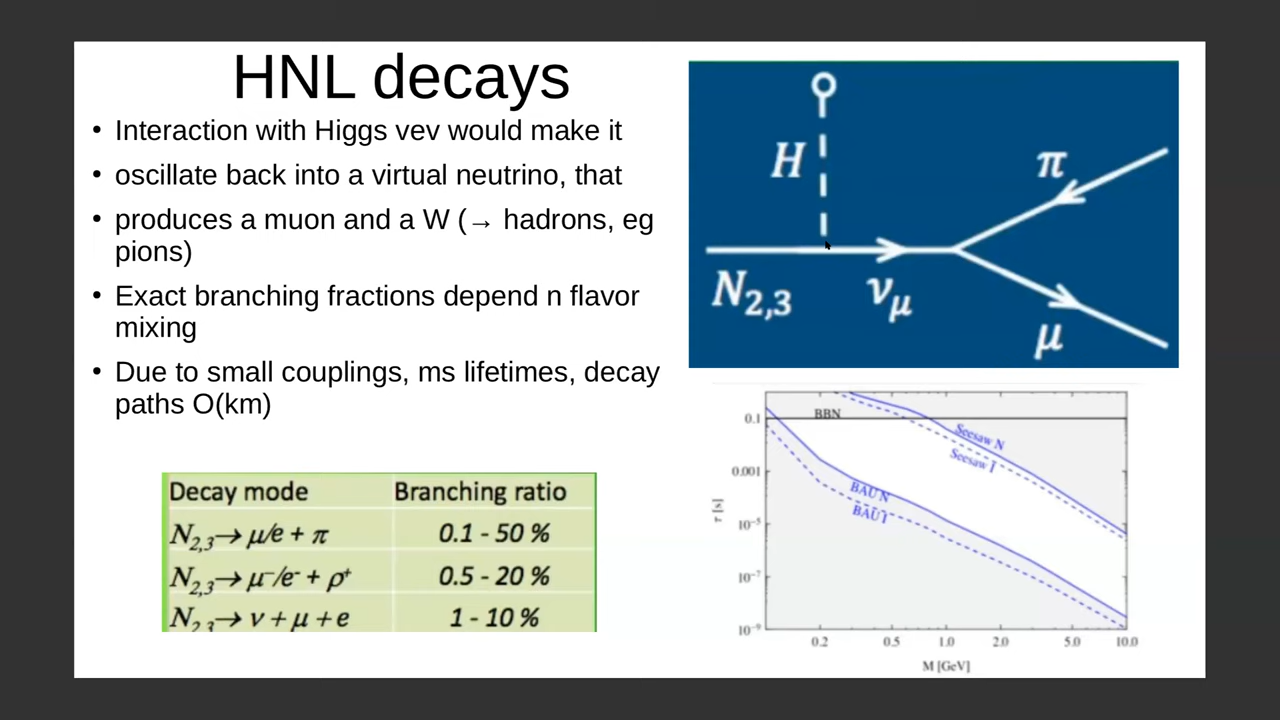 HNL decays
• Interaction with Higgs vev would make it
• oscillate back into a virtual neutrino, that
• produces a muon and a W (→ hadrons, eg
pions)
• Exact branching fractions depend n flavor
mixing
• Due to small couplings, ms lifetimes, decay
paths O(km)
Decay mode Branching ratio
N2,3→ μ/e + π 0.1 - 50 %
N2,3→ μ⁻/e⁻ + ρ⁺ 0.5 - 20 %
N2,3→ ν + μ + e 1 - 10 %
H
π
N2,3
νμ
μ
BBN
Seesaw N
Seesaw I
BAU N
BAU I
τ [s]
0.1
0.001
10⁻⁵
10⁻⁷
10⁻⁹
0.2 0.5 1.0 2.0 5.0 10.0
M [GeV]